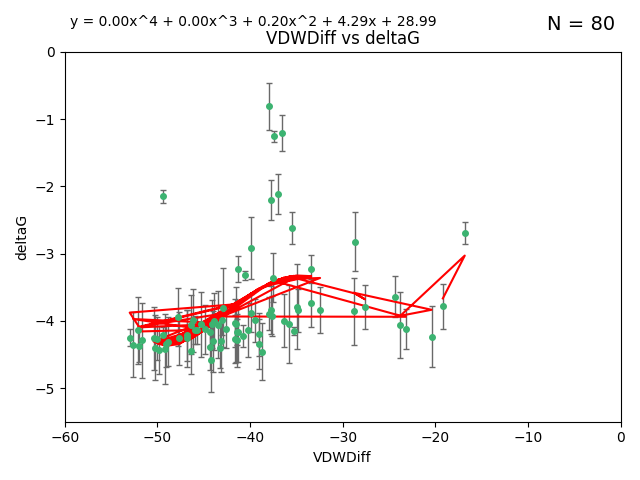 y = 0.00x^4 + 0.00x^3 + 0.20x^2 + 4.29x + 28.99
N = 80
VDWDiff vs deltaG
0
−1
−2
−3
−4
−5
deltaG
−60 −50 −40 −30 −20 −10 0
VDWDiff